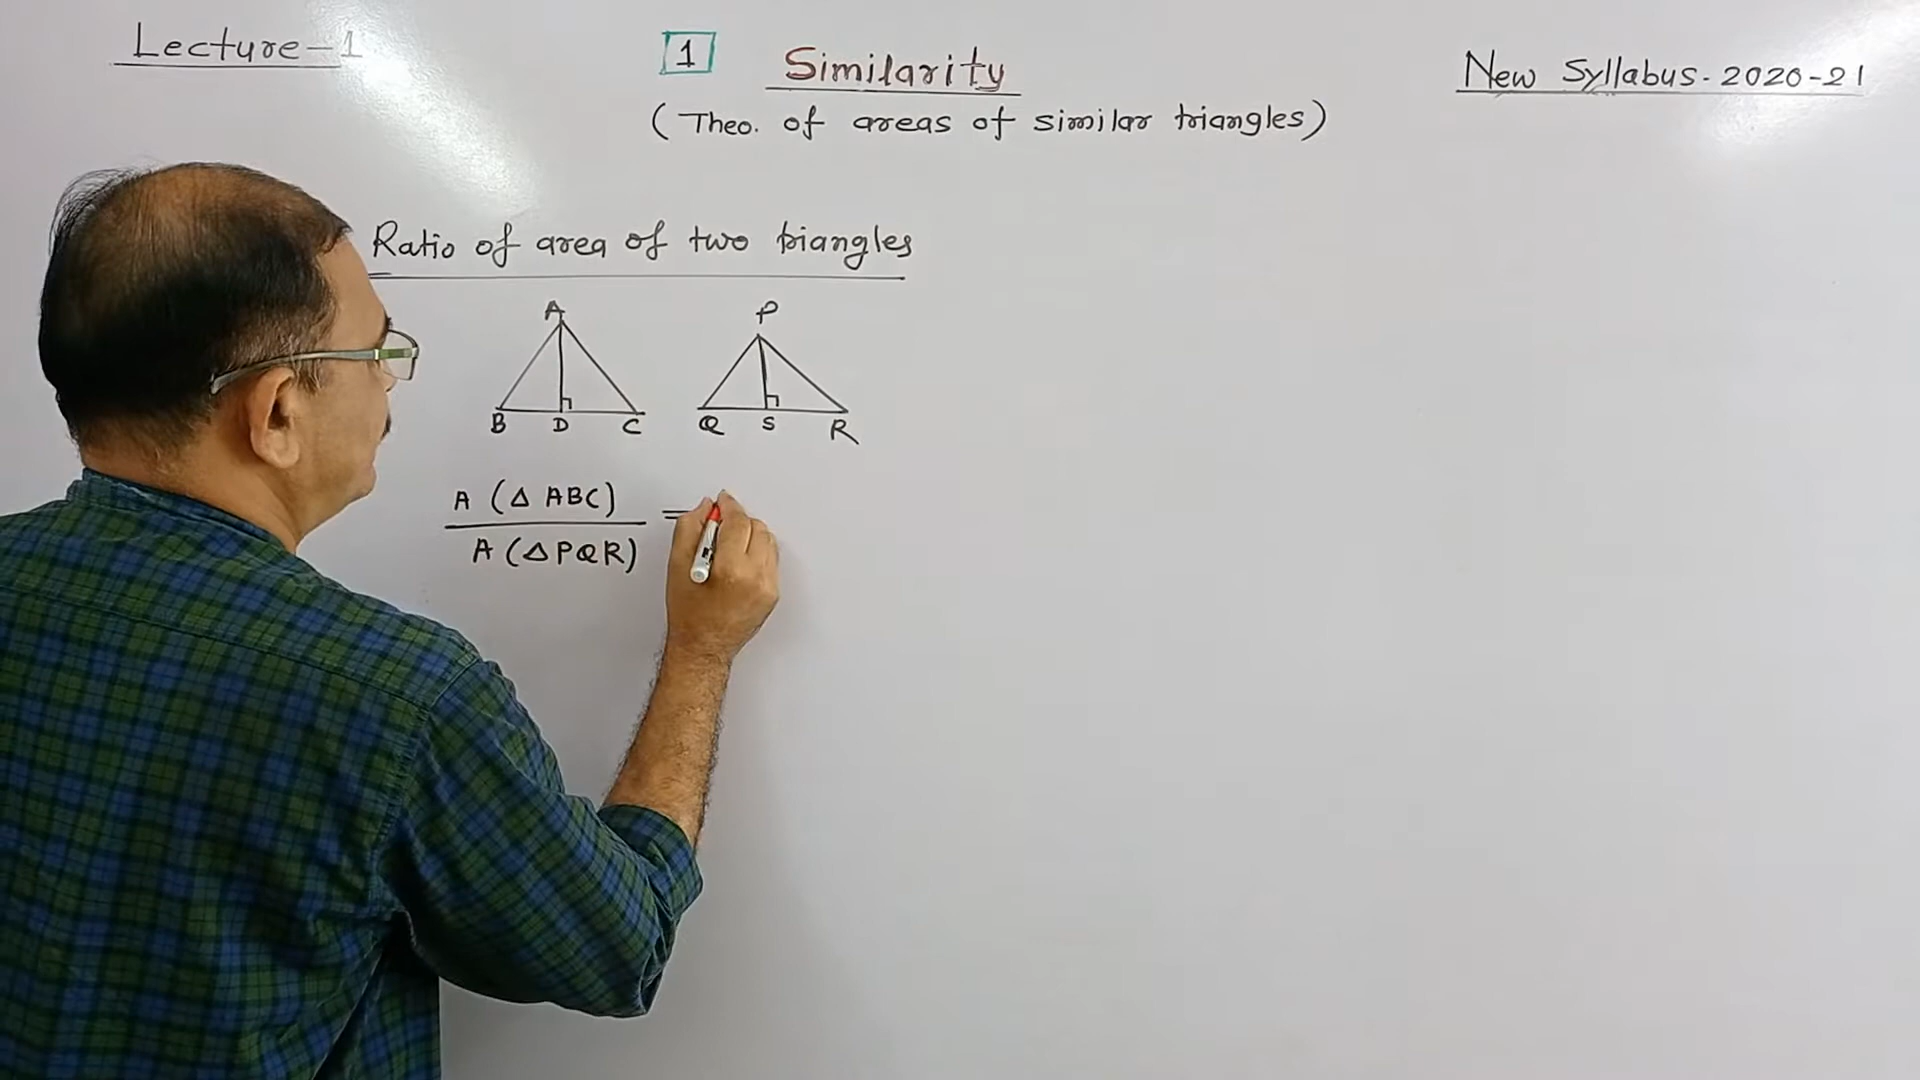 Lecture-1
1 Similarity
New Syllabus. 2020-21
(Theo. of areas of similar triangles)
Ratio of area of two triangles
A P
B D C Q S R
A (Δ ABC)
=
A (Δ PQR)